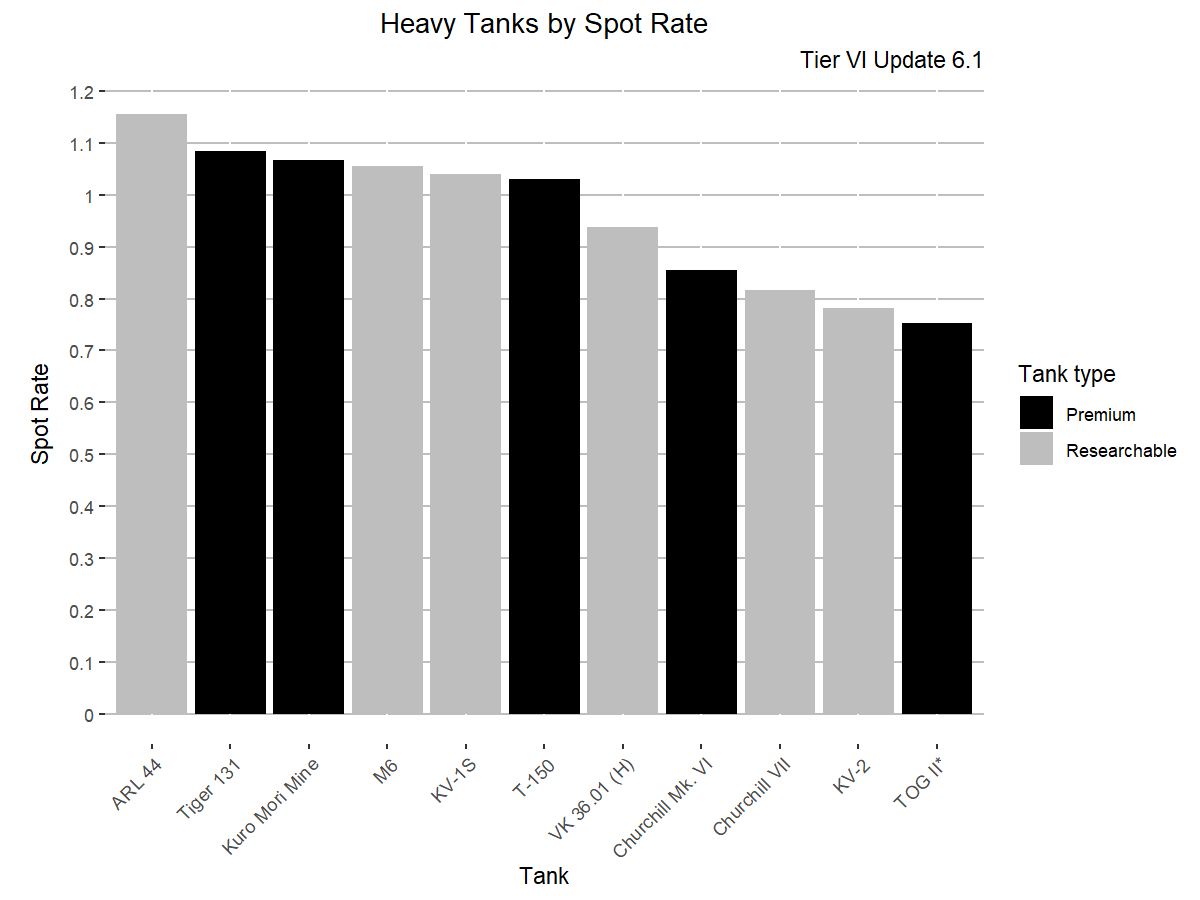 Heavy Tanks by Spot Rate
Tier VI Update 6.1
1.2
1.1
1
0.9
0.8
0.7
0.6
0.5
0.4
0.3
0.2
0.1
0
Spot Rate
ARL 44
Tiger 131
Kuro Mori Mine
M6
KV-1S
T-150
VK 36.01 (H)
Churchill Mk. VI
Churchill VII
KV-2
TOG II*
Tank
Tank type
Premium
Researchable